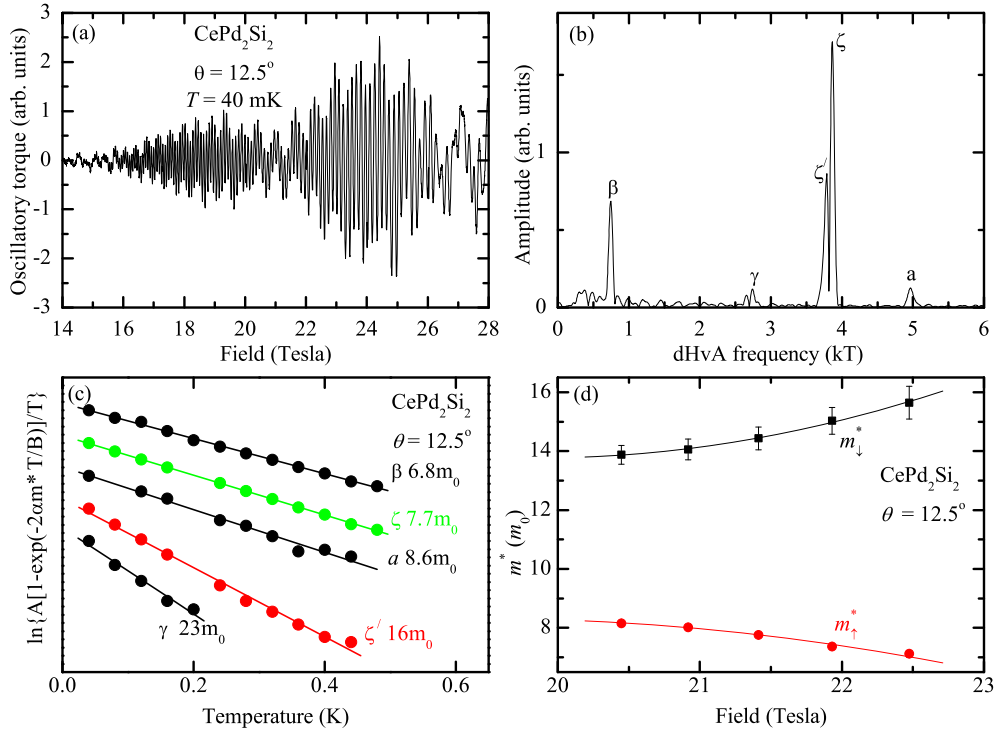 (a)
CePd₂Si₂
θ = 12.5°
T = 40 mK
Oscillatory torque (arb. units)
3
2
1
0
-1
-2
-3
14 16 18 20 22 24 26 28
Field (Tesla)
(b)
ζ
ζ′
β
γ
a
Amplitude (arb. units)
1
0
0 1 2 3 4 5 6
dHvA frequency (kT)
(c)
CePd₂Si₂
θ = 12.5°
β 6.8m₀
ζ 7.7m₀
a 8.6m₀
ζ′ 16m₀
γ 23m₀
ln{A[1-exp(-2αm*T/B)]/T}
0.0 0.2 0.4 0.6
Temperature (K)
(d)
m*↓
CePd₂Si₂
θ = 12.5°
m*↑
m* (m₀)
16
14
12
10
8
20 21 22 23
Field (Tesla)